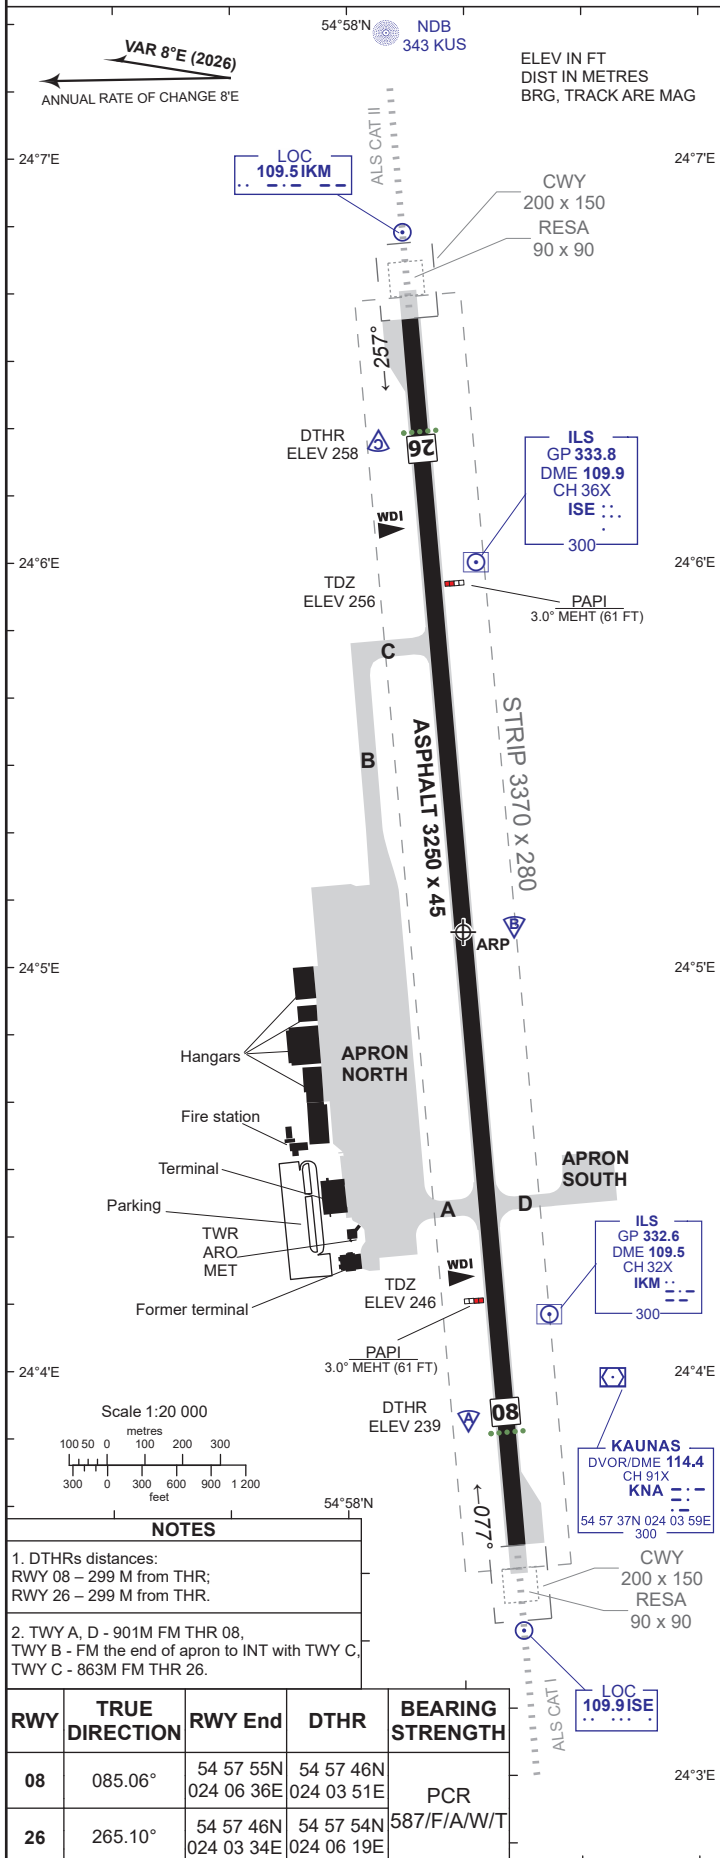 54°58'N
NDB
343 KUS
VAR 8°E (2026)
ANNUAL RATE OF CHANGE 8'E
ELEV IN FT
DIST IN METRES
BRG, TRACK ARE MAG
24°7'E
24°7'E
ALS CAT II
LOC
109.5 IKM
CWY
200 x 150
RESA
90 x 90
←257°
DTHR
ELEV 258
C
26
ILS
GP 333.8
DME 109.9
CH 36X
ISE
300
WDI
24°6'E
24°6'E
TDZ
ELEV 256
PAPI
3.0° MEHT (61 FT)
C
B
ASPHALT 3250 x 45
STRIP 3370 x 280
B
ARP
24°5'E
24°5'E
Hangars
APRON
NORTH
Fire station
Terminal
Parking
TWR
ARO
MET
Former terminal
APRON
SOUTH
A
D
WDI
TDZ
ELEV 246
PAPI
3.0° MEHT (61 FT)
ILS
GP 332.6
DME 109.5
CH 32X
IKM
300
24°4'E
24°4'E
DTHR
ELEV 239
A
08
Scale 1:20 000
metres
100 50 0 100 200 300
300 0 300 600 900 1 200
feet
KAUNAS
DVOR/DME 114.4
CH 91X
KNA
54 57 37N 024 03 59E
300
54°58'N
←077°
CWY
200 x 150
RESA
90 x 90
LOC
109.9 ISE
ALS CAT I
24°3'E
NOTES
1. DTHRs distances:
RWY 08 – 299 M from THR;
RWY 26 – 299 M from THR.
2. TWY A, D - 901M FM THR 08,
TWY B - FM the end of apron to INT with TWY C,
TWY C - 863M FM THR 26.
RWY TRUE DIRECTION RWY End DTHR BEARING STRENGTH
08 085.06° 54 57 55N 024 06 36E 54 57 46N 024 03 51E PCR 587/F/A/W/T
26 265.10° 54 57 46N 024 03 34E 54 57 54N 024 06 19E